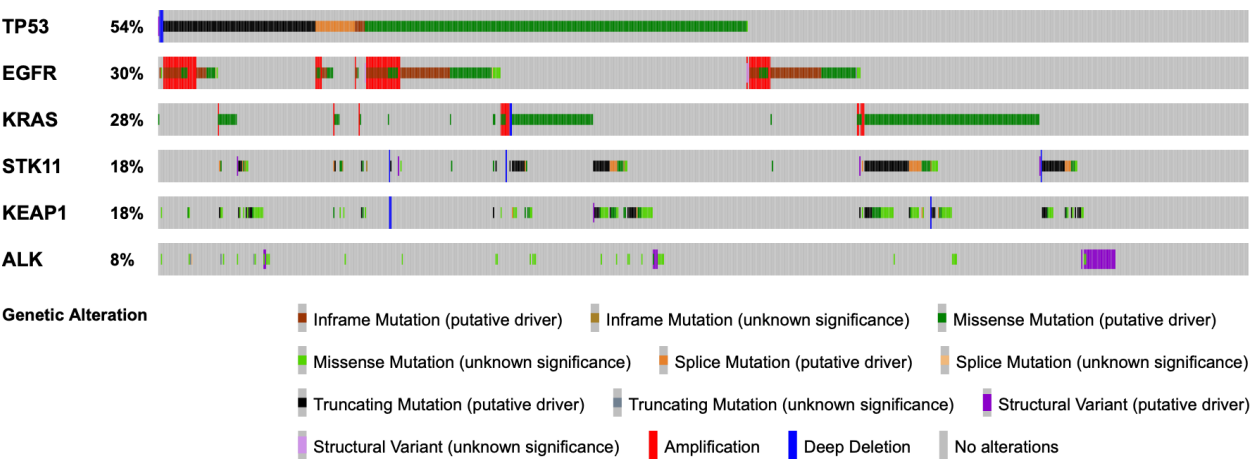 TP53 54%
EGFR 30%
KRAS 28%
STK11 18%
KEAP1 18%
ALK 8%
Genetic Alteration Inframe Mutation (putative driver) Inframe Mutation (unknown significance) Missense Mutation (putative driver)
Missense Mutation (unknown significance) Splice Mutation (putative driver) Splice Mutation (unknown significance)
Truncating Mutation (putative driver) Truncating Mutation (unknown significance) Structural Variant (putative driver)
Structural Variant (unknown significance) Amplification Deep Deletion No alterations